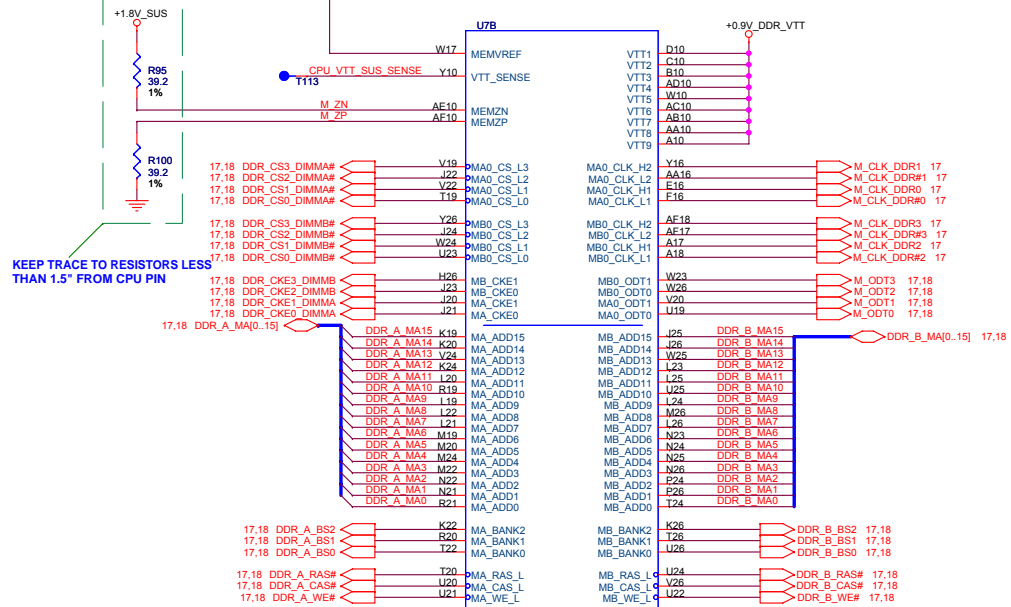 +1.8V_SUS
U7B
+0.9V_DDR_VTT
W17 MEMVREF
CPU_VTT_SUS_SENSE Y10 VTT_SENSE
T113
R95
39.2
1%
M_ZN AE10 MEMZN
M_ZP AF10 MEMZP
R100
39.2
1%
VTT1 D10
VTT2 C10
VTT3 B10
VTT4 AD10
VTT5 W10
VTT6 AC10
VTT7 AB10
VTT8 AA10
VTT9 A10
17,18 DDR_CS3_DIMMA# V19 MA0_CS_L3 MA0_CLK_H2 Y16 M_CLK_DDR1 17
17,18 DDR_CS2_DIMMA# J22 MA0_CS_L2 MA0_CLK_L2 AA16 M_CLK_DDR#1 17
17,18 DDR_CS1_DIMMA# V22 MA0_CS_L1 MA0_CLK_H1 E16 M_CLK_DDR0 17
17,18 DDR_CS0_DIMMA# T19 MA0_CS_L0 MA0_CLK_L1 F16 M_CLK_DDR#0 17
17,18 DDR_CS3_DIMMB# Y26 MB0_CS_L3 MB0_CLK_H2 AF18 M_CLK_DDR3 17
17,18 DDR_CS2_DIMMB# J24 MB0_CS_L2 MB0_CLK_L2 AF17 M_CLK_DDR#3 17
17,18 DDR_CS1_DIMMB# W24 MB0_CS_L1 MB0_CLK_H1 A17 M_CLK_DDR2 17
17,18 DDR_CS0_DIMMB# U23 MB0_CS_L0 MB0_CLK_L1 A18 M_CLK_DDR#2 17
KEEP TRACE TO RESISTORS LESS
THAN 1.5" FROM CPU PIN
17,18 DDR_CKE3_DIMMB H26 MB_CKE1 MB0_ODT1 W23 M_ODT3 17,18
17,18 DDR_CKE2_DIMMB J23 MB_CKE0 MB0_ODT0 W26 M_ODT2 17,18
17,18 DDR_CKE1_DIMMA J20 MA_CKE1 MA0_ODT1 V20 M_ODT1 17,18
17,18 DDR_CKE0_DIMMA J21 MA_CKE0 MA0_ODT0 U19 M_ODT0 17,18
17,18 DDR_A_MA[0..15]
DDR_B_MA[0..15] 17,18
DDR_A_MA15 K19 MA_ADD15 MB_ADD15 J25 DDR_B_MA15
DDR_A_MA14 K20 MA_ADD14 MB_ADD14 J26 DDR_B_MA14
DDR_A_MA13 V24 MA_ADD13 MB_ADD13 W25 DDR_B_MA13
DDR_A_MA12 K24 MA_ADD12 MB_ADD12 L23 DDR_B_MA12
DDR_A_MA11 L20 MA_ADD11 MB_ADD11 L25 DDR_B_MA11
DDR_A_MA10 R19 MA_ADD10 MB_ADD10 U25 DDR_B_MA10
DDR_A_MA9 L19 MA_ADD9 MB_ADD9 L24 DDR_B_MA9
DDR_A_MA8 L22 MA_ADD8 MB_ADD8 M26 DDR_B_MA8
DDR_A_MA7 L21 MA_ADD7 MB_ADD7 L26 DDR_B_MA7
DDR_A_MA6 M19 MA_ADD6 MB_ADD6 N23 DDR_B_MA6
DDR_A_MA5 M20 MA_ADD5 MB_ADD5 N24 DDR_B_MA5
DDR_A_MA4 M24 MA_ADD4 MB_ADD4 N25 DDR_B_MA4
DDR_A_MA3 M22 MA_ADD3 MB_ADD3 N26 DDR_B_MA3
DDR_A_MA2 N22 MA_ADD2 MB_ADD2 P24 DDR_B_MA2
DDR_A_MA1 N21 MA_ADD1 MB_ADD1 P26 DDR_B_MA1
DDR_A_MA0 R21 MA_ADD0 MB_ADD0 T24 DDR_B_MA0
17,18 DDR_A_BS2 K22 MA_BANK2 MB_BANK2 K26 DDR_B_BS2 17,18
17,18 DDR_A_BS1 R20 MA_BANK1 MB_BANK1 T26 DDR_B_BS1 17,18
17,18 DDR_A_BS0 T22 MA_BANK0 MB_BANK0 U26 DDR_B_BS0 17,18
17,18 DDR_A_RAS# T20 MA_RAS_L MB_RAS_L U24 DDR_B_RAS# 17,18
17,18 DDR_A_CAS# U20 MA_CAS_L MB_CAS_L V26 DDR_B_CAS# 17,18
17,18 DDR_A_WE# U21 MA_WE_L MB_WE_L U22 DDR_B_WE# 17,18